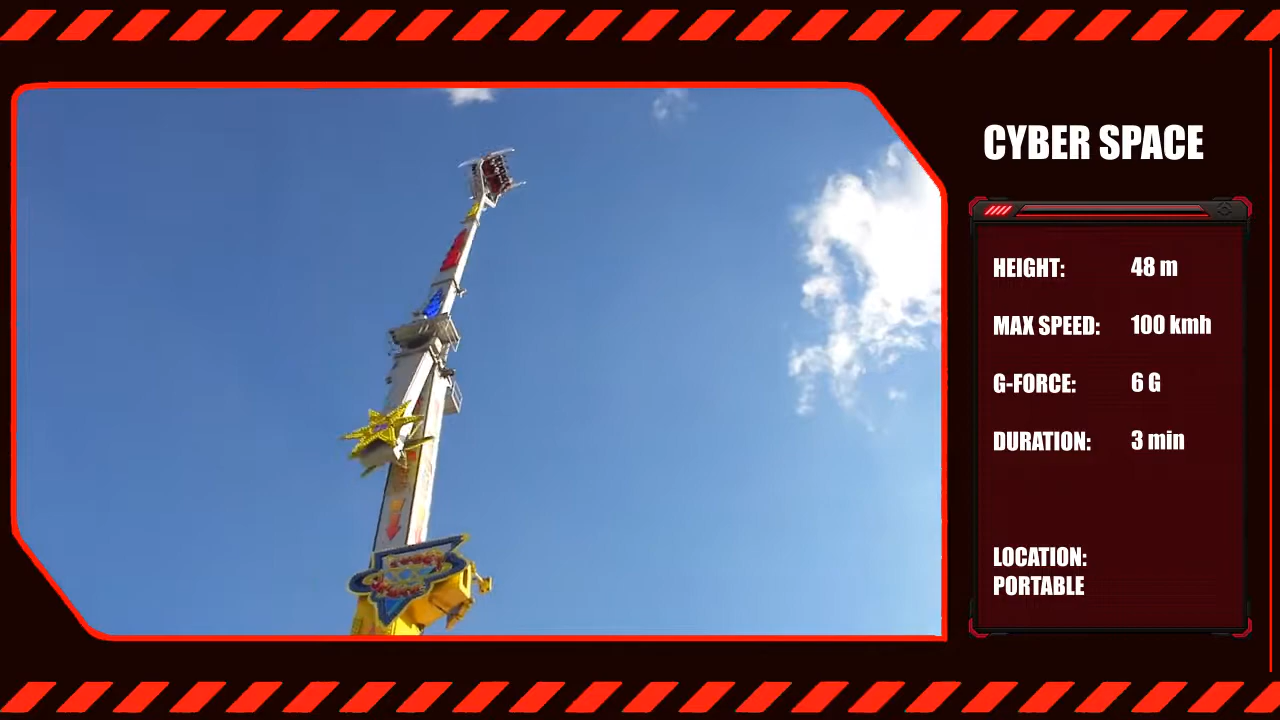 CYBER SPACE
HEIGHT: 48 m
MAX SPEED: 100 kmh
G-FORCE: 6 G
DURATION: 3 min
LOCATION:
PORTABLE